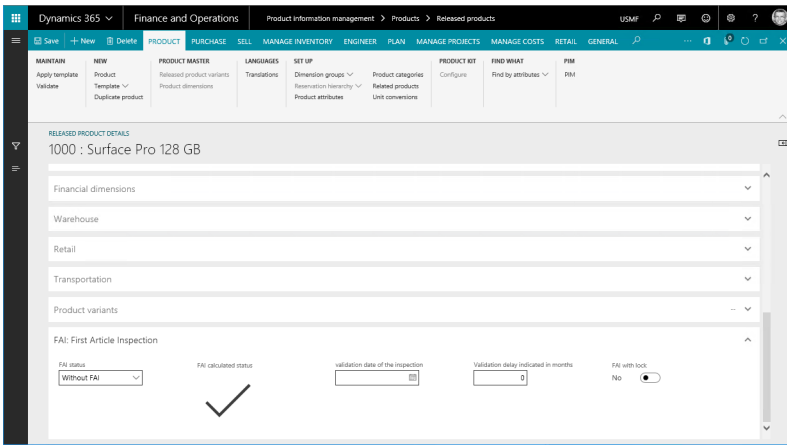 Dynamics 365 Finance and Operations Product information management > Products > Released products USMF ?
Save + New Delete PRODUCT PURCHASE SELL MANAGE INVENTORY ENGINEER PLAN MANAGE PROJECTS MANAGE COSTS RETAIL GENERAL ...
MAINTAIN NEW PRODUCT MASTER LANGUAGES SET UP PRODUCT KIT FIND WHAT PIM
Apply template Product Released product variants Translations Dimension groups Product categories Configure Find by attributes PIM
Validate Template Product dimensions Reservation hierarchy Related products
Duplicate product Product attributes Unit conversions
RELEASED PRODUCT DETAILS
1000 : Surface Pro 128 GB
Financial dimensions
Warehouse
Retail
Transportation
Product variants --
FAI: First Article Inspection
FAI status FAI calculated status validation date of the inspection Validation delay indicated in months FAI with lock
Without FAI 0 No